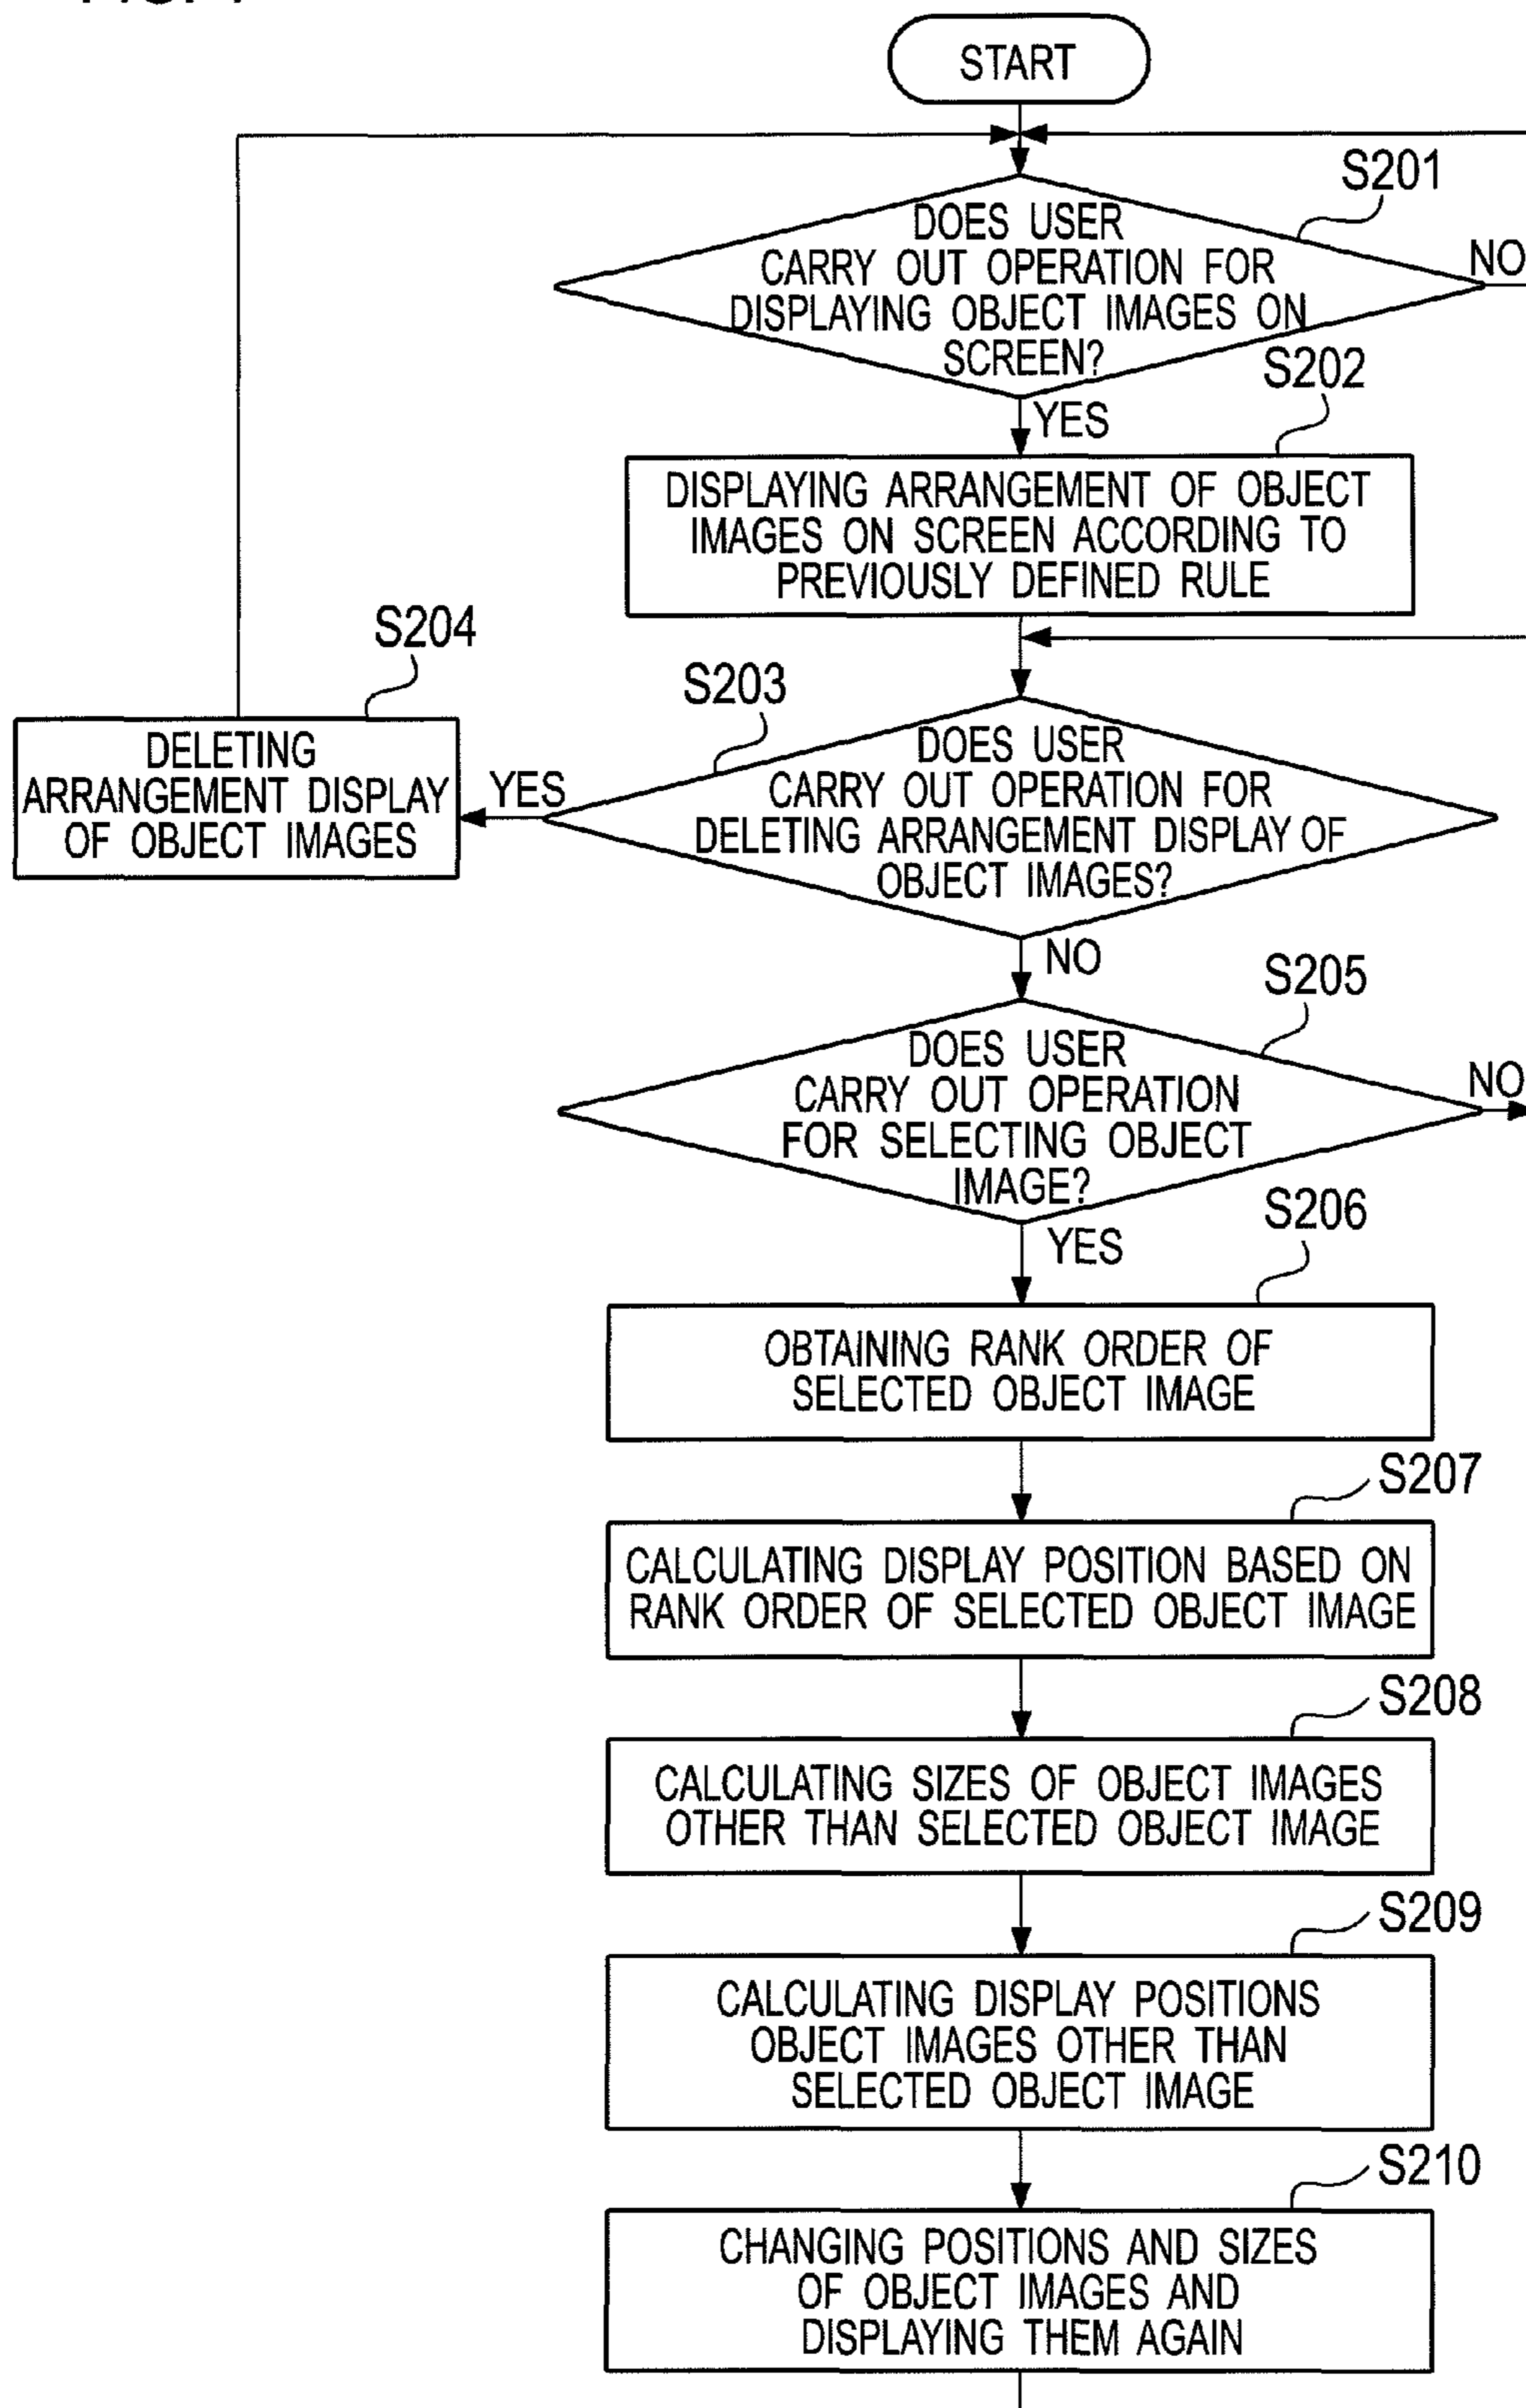 START
S201
DOES USER
CARRY OUT OPERATION FOR
DISPLAYING OBJECT IMAGES ON
SCREEN?
NO
S202
YES
DISPLAYING ARRANGEMENT OF OBJECT
IMAGES ON SCREEN ACCORDING TO
PREVIOUSLY DEFINED RULE
S204
S203
DELETING
ARRANGEMENT DISPLAY
OF OBJECT IMAGES
YES
DOES USER
CARRY OUT OPERATION FOR
DELETING ARRANGEMENT DISPLAY OF
OBJECT IMAGES?
NO
S205
DOES USER
CARRY OUT OPERATION
FOR SELECTING OBJECT
IMAGE?
NO
S206
YES
OBTAINING RANK ORDER OF
SELECTED OBJECT IMAGE
S207
CALCULATING DISPLAY POSITION BASED ON
RANK ORDER OF SELECTED OBJECT IMAGE
S208
CALCULATING SIZES OF OBJECT IMAGES
OTHER THAN SELECTED OBJECT IMAGE
S209
CALCULATING DISPLAY POSITIONS
OBJECT IMAGES OTHER THAN
SELECTED OBJECT IMAGE
S210
CHANGING POSITIONS AND SIZES
OF OBJECT IMAGES AND
DISPLAYING THEM AGAIN